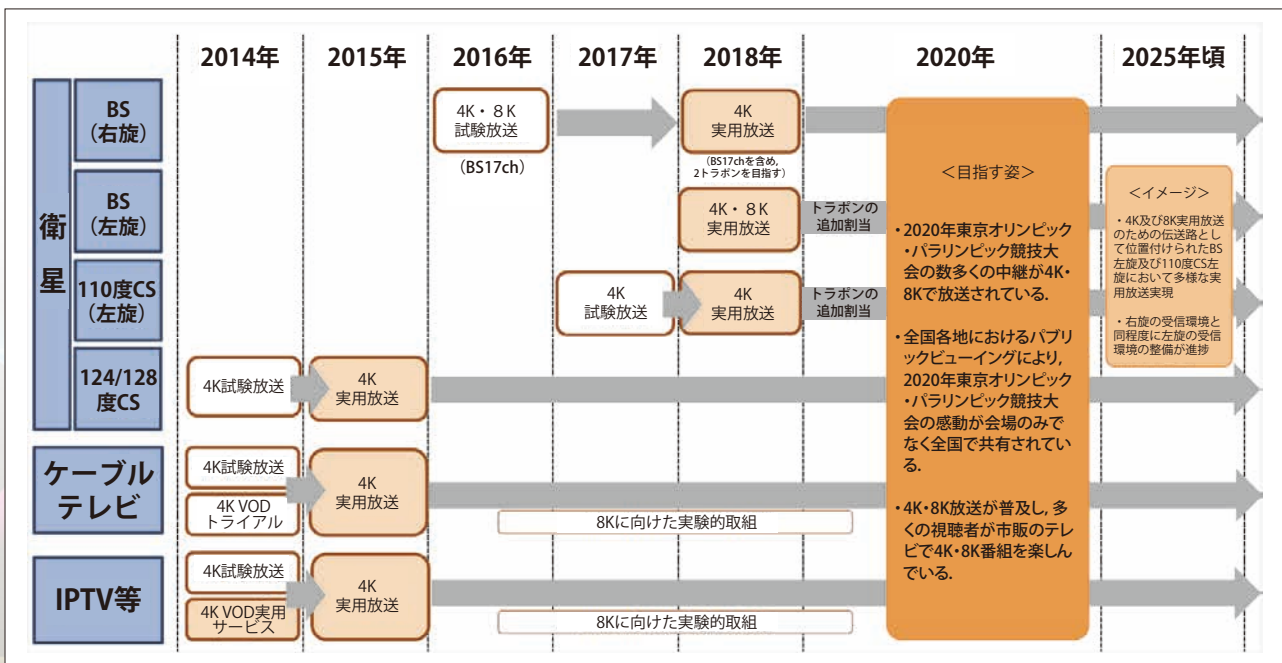 2014年
2015年
2016年
2017年
2018年
2020年
2025年頃
衛
星
BS
(右旋)
4K・8K
試験放送
(BS17ch)
4K
実用放送
(BS17chを含め,
2トラポンを目指す)
BS
(左旋)
4K・8K
実用放送
トラポンの
追加割当
110度CS
(左旋)
4K
試験放送
4K
実用放送
トラポンの
追加割当
124/128
度CS
4K試験放送
4K
実用放送
ケーブル
テレビ
4K試験放送
4K VOD
トライアル
4K
実用放送
8Kに向けた実験的取組
IPTV等
4K試験放送
4K VOD実用
サービス
4K
実用放送
8Kに向けた実験的取組
<目指す姿>
・2020年東京オリンピック
・パラリンピック競技大
会の数多くの中継が4K・
8Kで放送されている.
・全国各地におけるパブ
リックビューイングにより,
2020年東京オリンピック
・パラリンピック競技大
会の感動が会場のみで
なく全国で共有されてい
る.
・4K・8K放送が普及し,多
くの視聴者が市販のテレ
ビで4K・8K番組を楽しん
でいる.
<イメージ>
・4K及び8K実用放送
のための伝送路とし
て位置付けられたBS
左旋及び110度CS左
旋において多様な実
用放送実現
・右旋の受信環境と
同程度に左旋の受信
環境の整備が進捗